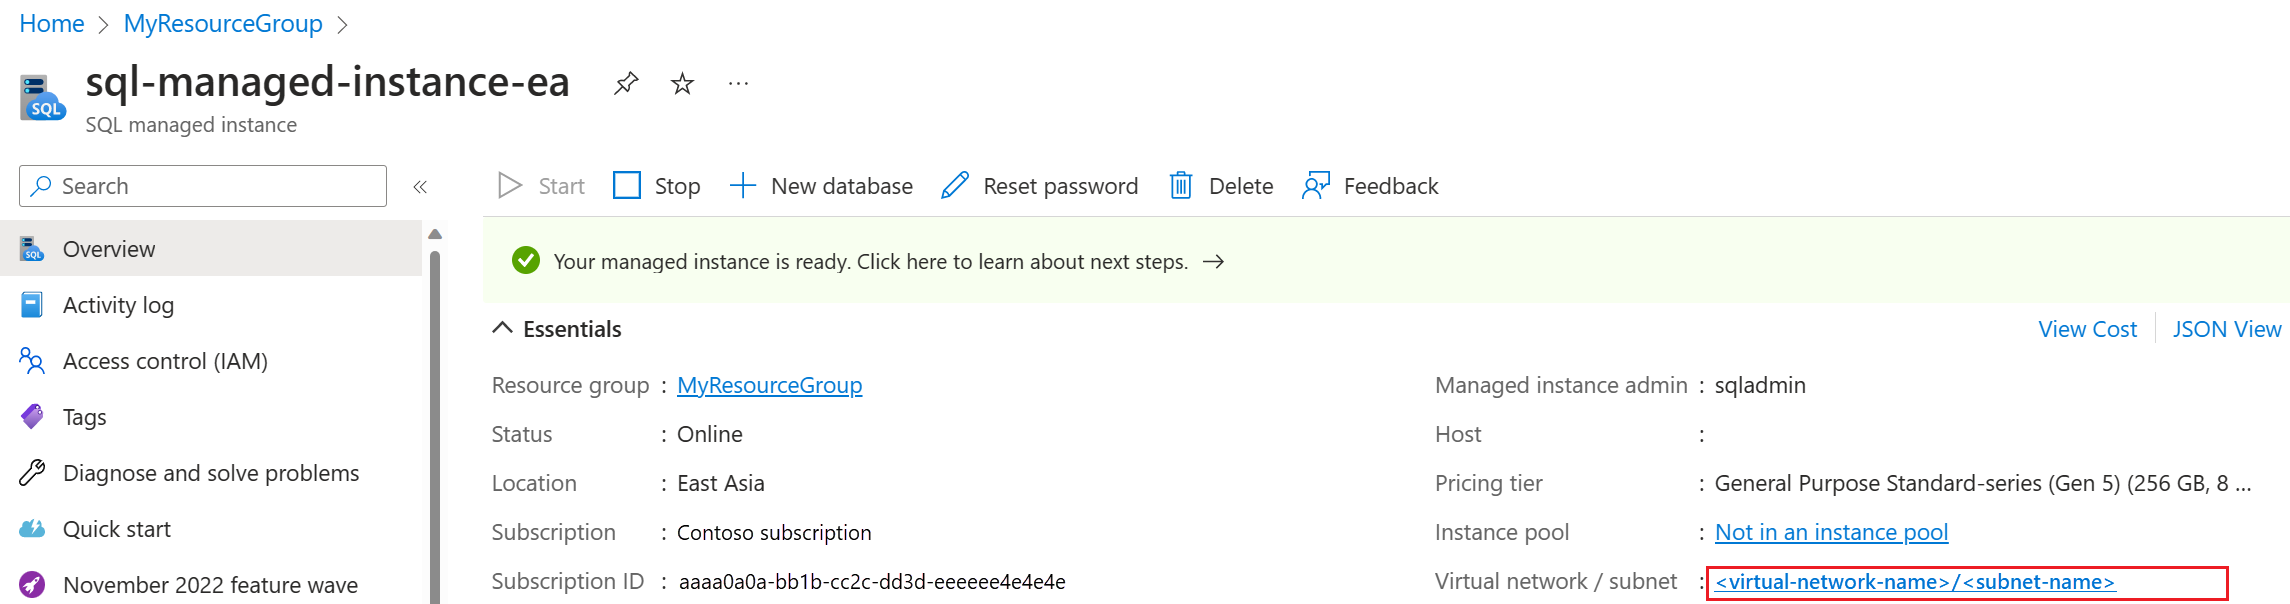 Home > MyResourceGroup >
sql-managed-instance-ea ...
SQL
SQL managed instance
Search «
Start Stop New database Reset password Delete Feedback
Overview
Activity log
Access control (IAM)
Tags
Diagnose and solve problems
Quick start
November 2022 feature wave
Your managed instance is ready. Click here to learn about next steps. →
Essentials
View Cost JSON View
Resource group : MyResourceGroup
Status : Online
Location : East Asia
Subscription : Contoso subscription
Subscription ID : aaaa0a0a-bb1b-cc2c-dd3d-eeeeee4e4e4e
Managed instance admin : sqladmin
Host :
Pricing tier : General Purpose Standard-series (Gen 5) (256 GB, 8 ...
Instance pool : Not in an instance pool
Virtual network / subnet : <virtual-network-name>/<subnet-name>